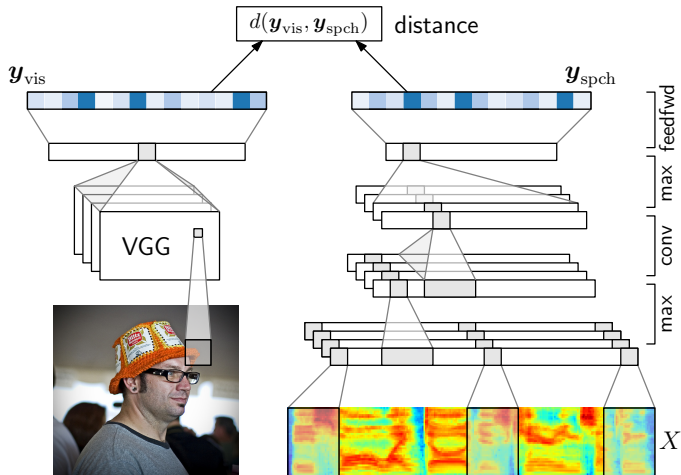 d(y_vis, y_spch) distance
y_vis
y_spch
feedfwd
max
VGG
conv
max
X